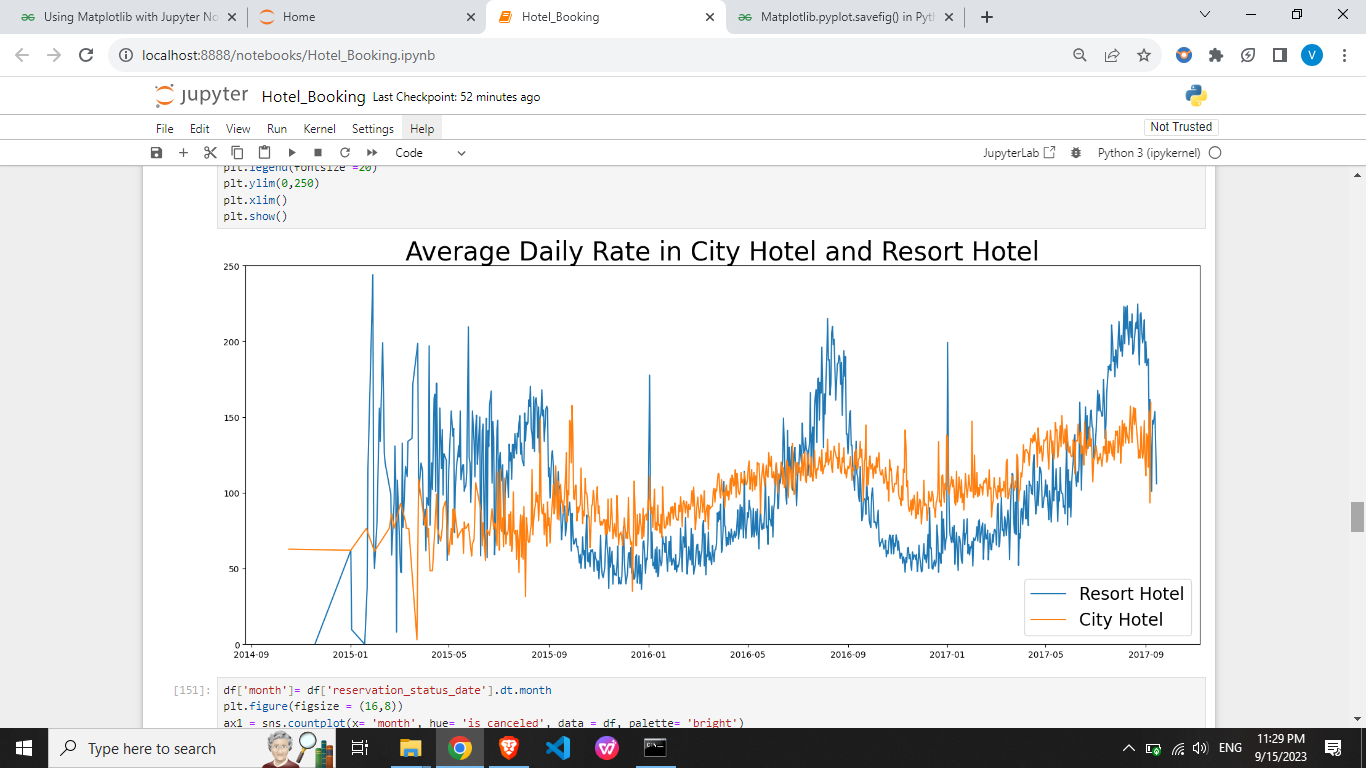 Using Matplotlib with Jupyter No
Home
Hotel_Booking
Matplotlib.pyplot.savefig() in Pyth
localhost:8888/notebooks/Hotel_Booking.ipynb
V
jupyter Hotel_Booking Last Checkpoint: 52 minutes ago
File Edit View Run Kernel Settings Help
Not Trusted
Code
JupyterLab
Python 3 (ipykernel)
plt.legend(fontsize =20)
plt.ylim(0,250)
plt.xlim()
plt.show()
Average Daily Rate in City Hotel and Resort Hotel
250
200
150
100
50
0
Resort Hotel
City Hotel
2014-09 2015-01 2015-05 2015-09 2016-01 2016-05 2016-09 2017-01 2017-05 2017-09
[151]: df['month']= df['reservation_status_date'].dt.month
plt.figure(figsize = (16,8))
ax1 = sns.countplot(x= 'month', hue= 'is_canceled', data = df, palette= 'bright')
Type here to search
ENG
11:29 PM
9/15/2023